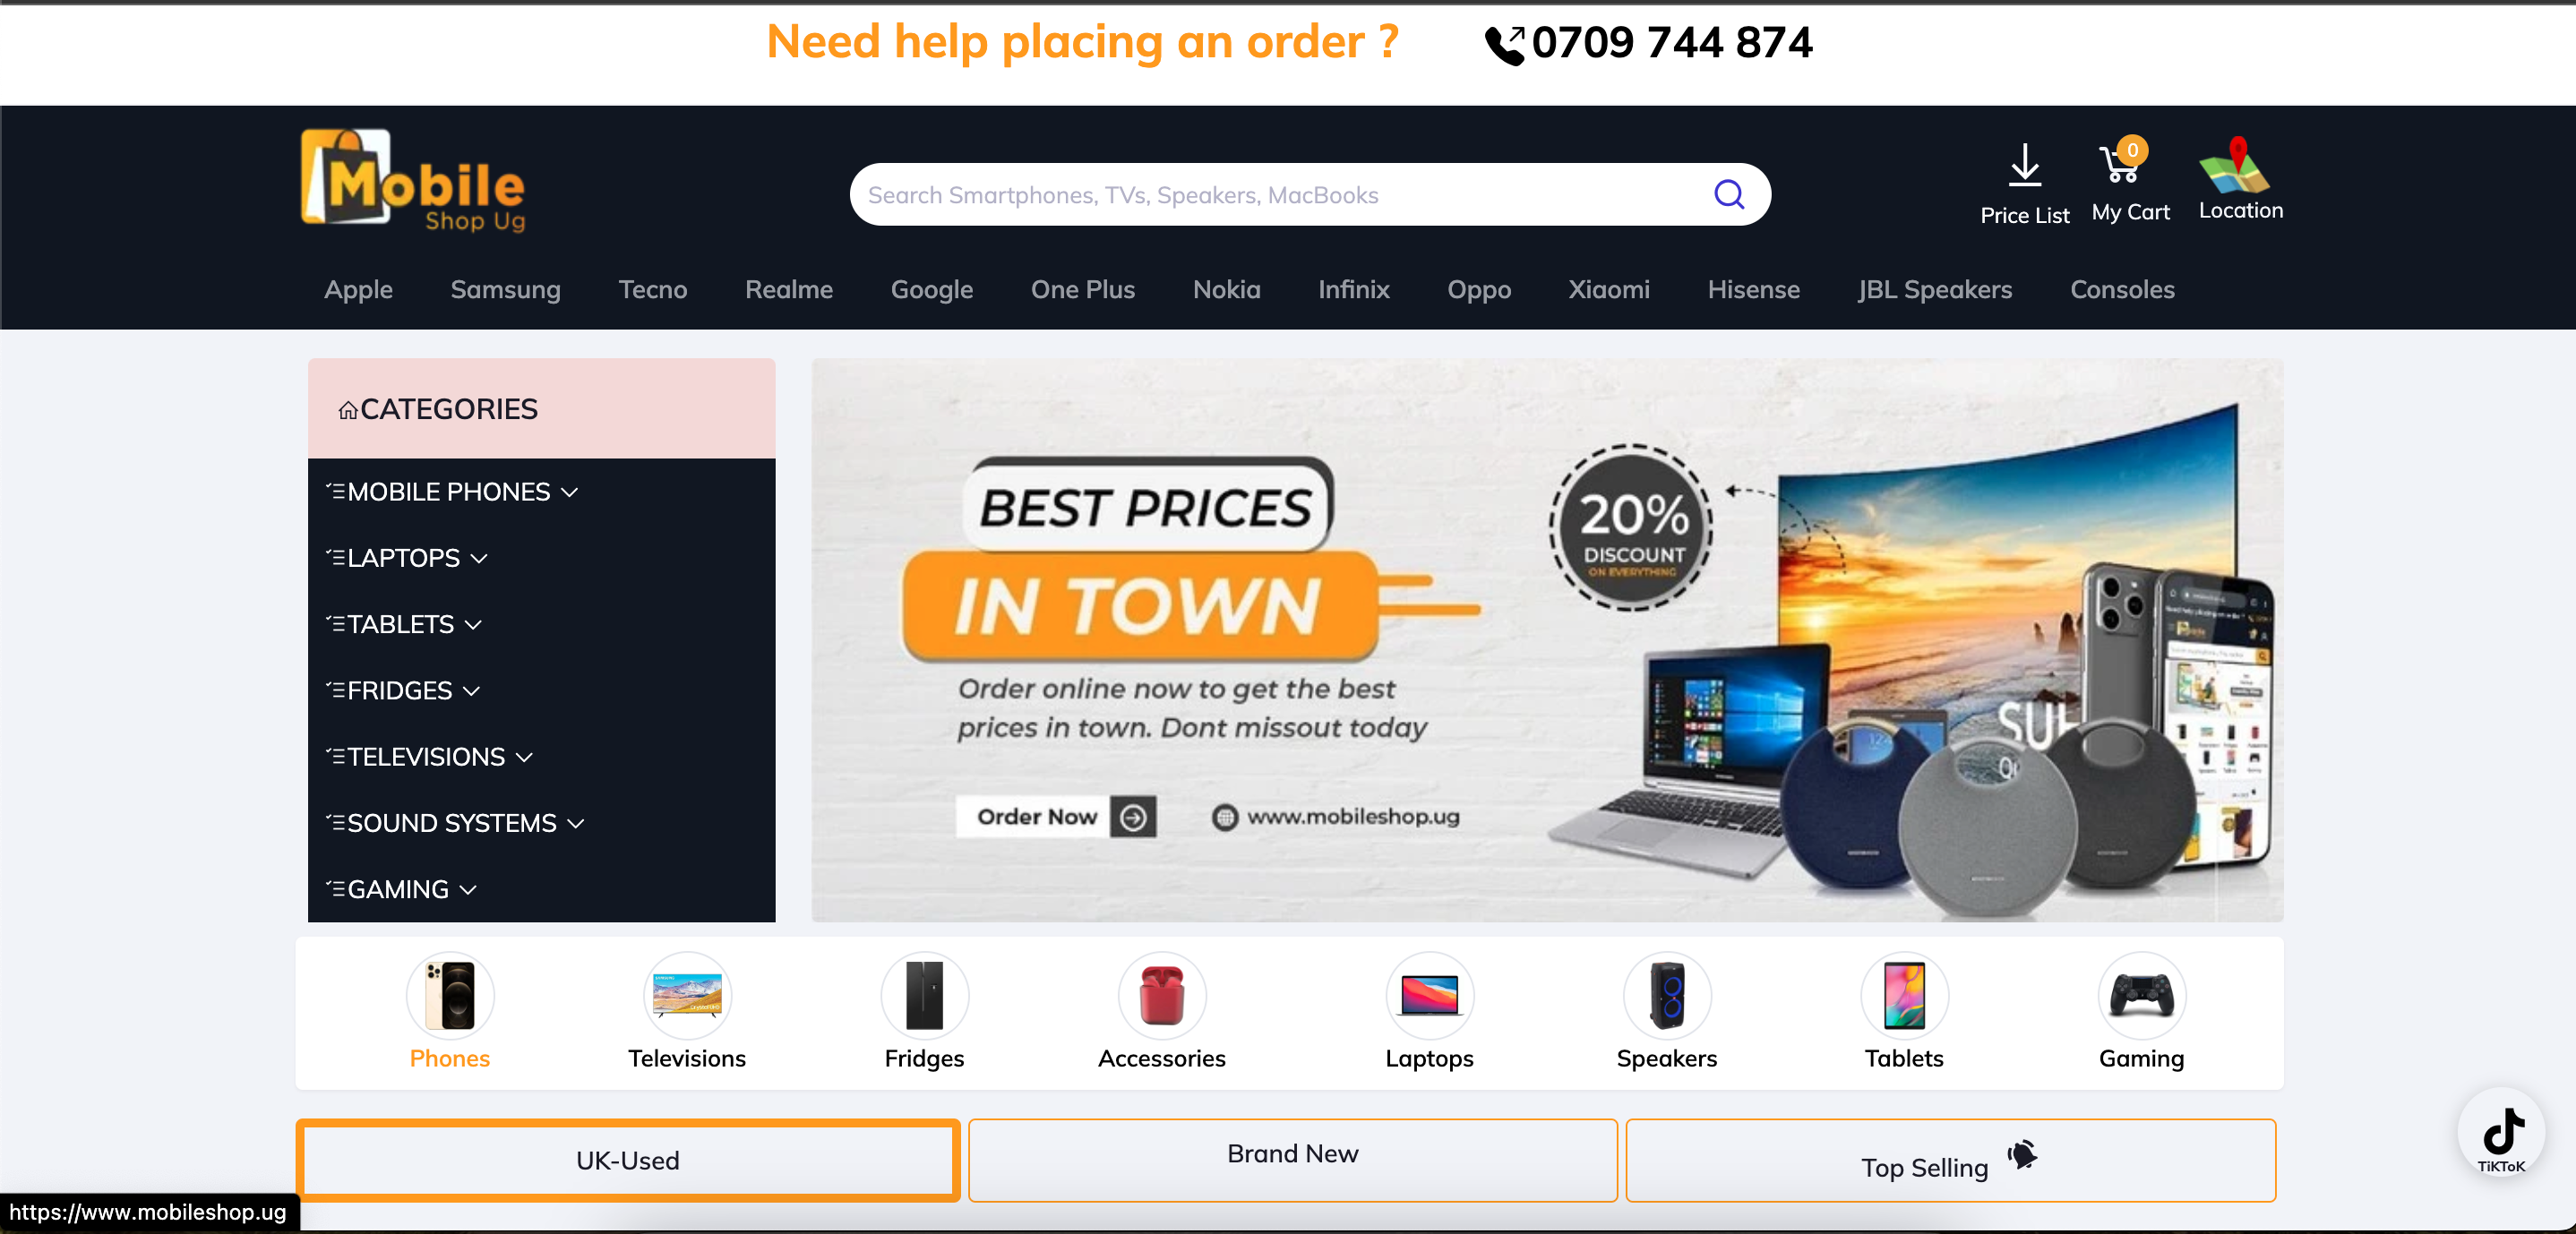 Need help placing an order ?
0709 744 874
Mobile
Shop Ug
Search Smartphones, TVs, Speakers, MacBooks
Price List
0
My Cart
Location
Apple
Samsung
Tecno
Realme
Google
One Plus
Nokia
Infinix
Oppo
Xiaomi
Hisense
JBL Speakers
Consoles
CATEGORIES
MOBILE PHONES
LAPTOPS
TABLETS
FRIDGES
TELEVISIONS
SOUND SYSTEMS
GAMING
BEST PRICES
IN TOWN
Order online now to get the best
prices in town. Dont missout today
Order Now
www.mobileshop.ug
20%
DISCOUNT
ON EVERYTHING
Phones
Televisions
Fridges
Accessories
Laptops
Speakers
Tablets
Gaming
UK-Used
Brand New
Top Selling
TiKToK
https://www.mobileshop.ug